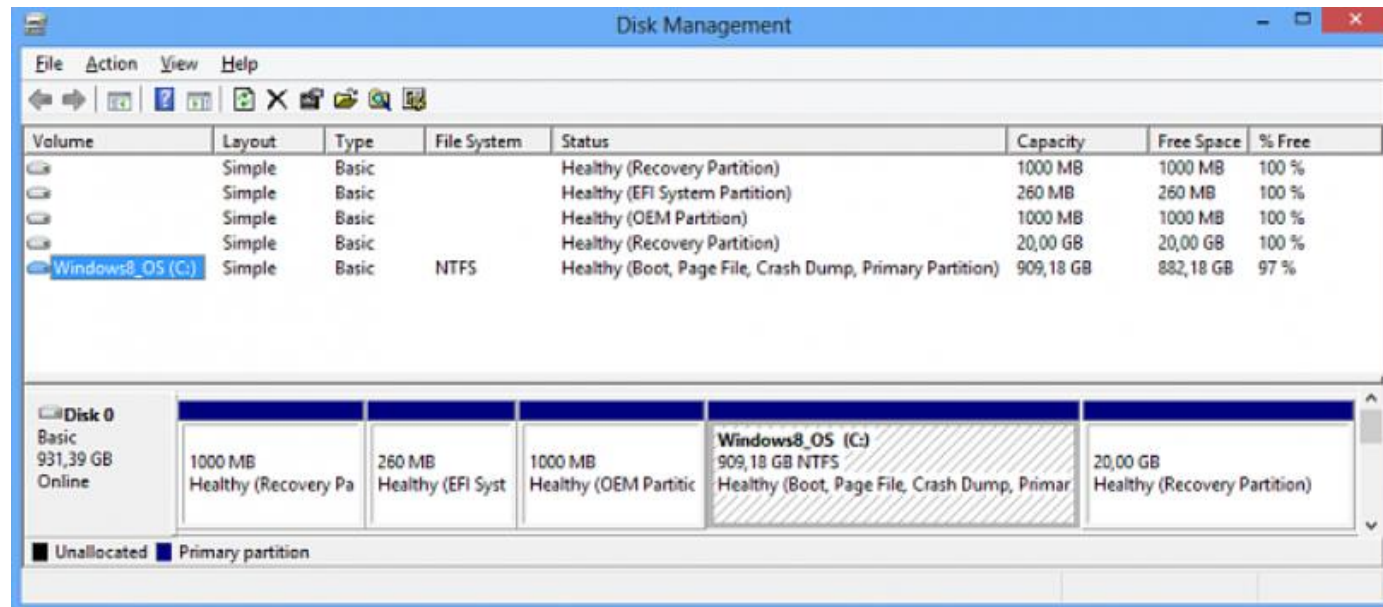 Disk Management
File Action View Help
Volume Layout Type File System Status Capacity Free Space % Free
Simple Basic Healthy (Recovery Partition) 1000 MB 1000 MB 100 %
Simple Basic Healthy (EFI System Partition) 260 MB 260 MB 100 %
Simple Basic Healthy (OEM Partition) 1000 MB 1000 MB 100 %
Simple Basic Healthy (Recovery Partition) 20,00 GB 20,00 GB 100 %
Windows8_OS (C:) Simple Basic NTFS Healthy (Boot, Page File, Crash Dump, Primary Partition) 909,18 GB 882,18 GB 97 %
Disk 0
Basic
931,39 GB
Online
1000 MB
Healthy (Recovery Pa
260 MB
Healthy (EFI Syst
1000 MB
Healthy (OEM Partitic
Windows8_OS (C:)
909,18 GB NTFS
Healthy (Boot, Page File, Crash Dump, Primar
20,00 GB
Healthy (Recovery Partition)
Unallocated Primary partition